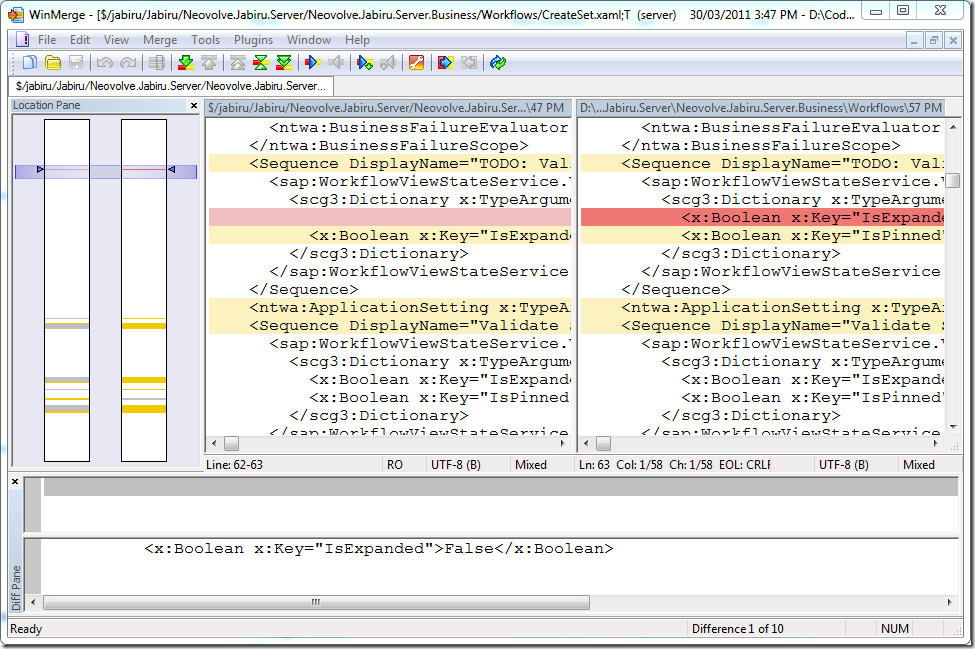 WinMerge - [$/jabiru/Jabiru/Neovolve.Jabiru.Server/Neovolve.Jabiru.Server.Business/Workflows/CreateSet.xaml;T (server) 30/03/2011 3:47 PM - D:\Cod...
File Edit View Merge Tools Plugins Window Help
$/jabiru/Jabiru/Neovolve.Jabiru.Server/Neovolve.Jabiru.Server...
Location Pane
$/jabiru/Jabiru/Neovolve.Jabiru.Server/Neovolve.Jabiru.Ser...\47 PM
<ntwa:BusinessFailureEvaluator
</ntwa:BusinessFailureScope>
<Sequence DisplayName="TODO: Val
<sap:WorkflowViewStateService.
<scg3:Dictionary x:TypeArgume
<x:Boolean x:Key="IsExpande
</scg3:Dictionary>
</sap:WorkflowViewStateService
</Sequence>
<ntwa:ApplicationSetting x:TypeA
<Sequence DisplayName="Validate
<sap:WorkflowViewStateService.
<scg3:Dictionary x:TypeArgume
<x:Boolean x:Key="IsExpande
<x:Boolean x:Key="IsPinned
</scg3:Dictionary>
</sap:WorkflowViewStateService
Line: 62-63 RO UTF-8 (B) Mixed
D:\...Jabiru.Server\Neovolve.Jabiru.Server.Business\Workflows\57 PM
<ntwa:BusinessFailureEvaluator
</ntwa:BusinessFailureScope>
<Sequence DisplayName="TODO: Val
<sap:WorkflowViewStateService.
<scg3:Dictionary x:TypeArgume
<x:Boolean x:Key="IsExpande
<x:Boolean x:Key="IsPinned"
</scg3:Dictionary>
</sap:WorkflowViewStateService
</Sequence>
<ntwa:ApplicationSetting x:TypeA
<Sequence DisplayName="Validate
<sap:WorkflowViewStateService.
<scg3:Dictionary x:TypeArgume
<x:Boolean x:Key="IsExpande
<x:Boolean x:Key="IsPinned
</scg3:Dictionary>
</sap:WorkflowViewStateService
Ln: 63 Col: 1/58 Ch: 1/58 EOL: CRLF UTF-8 (B) Mixed
Diff Pane
<x:Boolean x:Key="IsExpanded">False</x:Boolean>
Ready
Difference 1 of 10 NUM